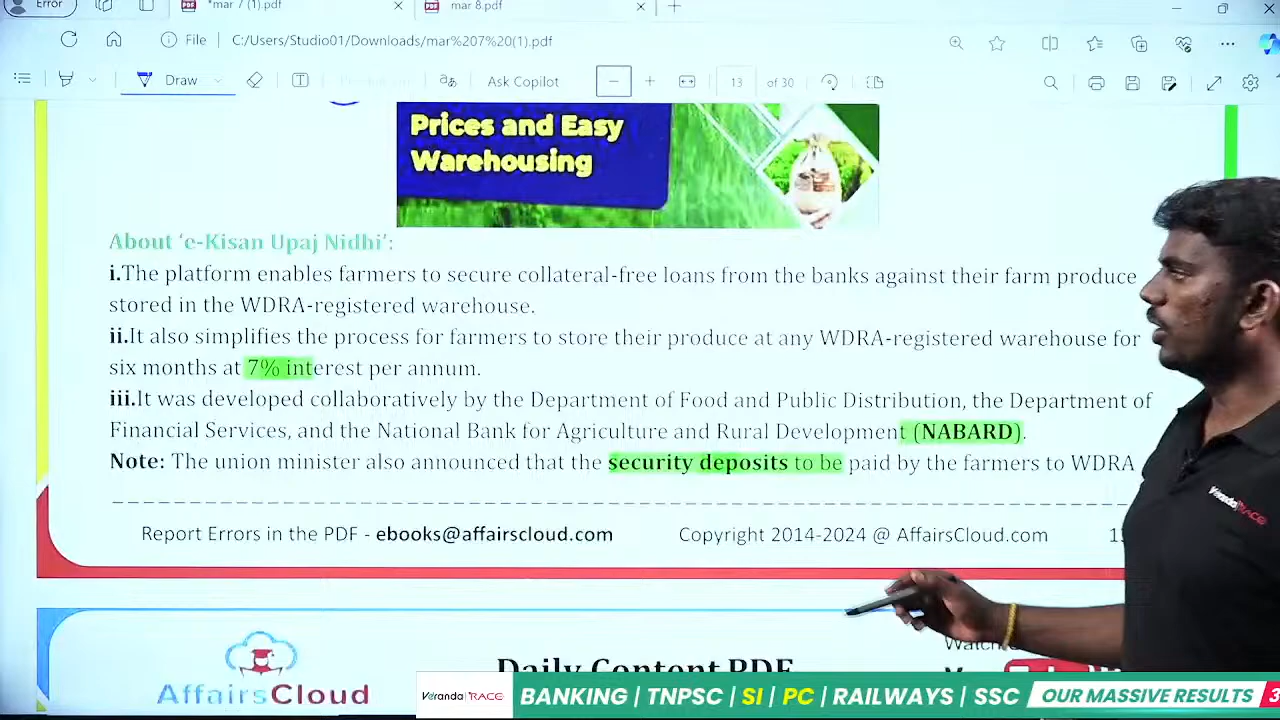 Error
*mar 7 (1).pdf
mar 8.pdf
File C:/Users/Studio01/Downloads/mar%207%20(1).pdf
Draw
Ask Copilot
13 of 30
Prices and Easy
Warehousing
About ‘e-Kisan Upaj Nidhi’:
i.The platform enables farmers to secure collateral-free loans from the banks against their farm produce
stored in the WDRA-registered warehouse.
ii.It also simplifies the process for farmers to store their produce at any WDRA-registered warehouse for
six months at 7% interest per annum.
iii.It was developed collaboratively by the Department of Food and Public Distribution, the Department of
Financial Services, and the National Bank for Agriculture and Rural Development (NABARD).
Note: The union minister also announced that the security deposits to be paid by the farmers to WDRA
Report Errors in the PDF - ebooks@affairscloud.com Copyright 2014-2024 @ AffairsCloud.com
AffairsCloud
Daily Content PDF
Veranda RACE
Veranda RACE
BANKING | TNPSC | SI | PC | RAILWAYS | SSC
OUR MASSIVE RESULTS